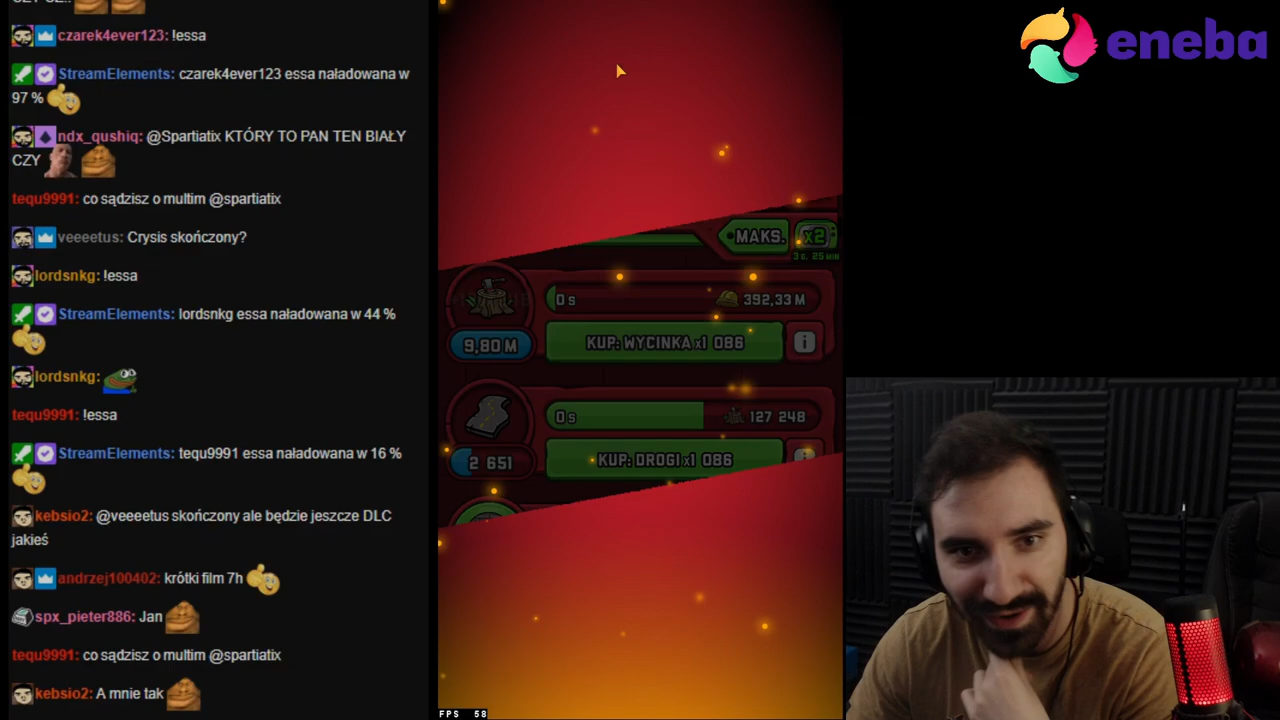 czarek4ever123: !essa
StreamElements: czarek4ever123 essa naładowana w
97 %
ndx_qushiq: @Spartiatix KTÓRY TO PAN TEN BIAŁY
CZY
tequ9991: co sądzisz o multim @spartiatix
veeeetus: Crysis skończony?
lordsnkg: !essa
StreamElements: lordsnkg essa naładowana w 44 %
lordsnkg:
tequ9991: !essa
StreamElements: tequ9991 essa naładowana w 16 %
kebsio2: @veeeetus skończony ale będzie jeszcze DLC
jakieś
andrzej100402: krótki film 7h
spx_pieter886: Jan
tequ9991: co sądzisz o multim @spartiatix
kebsio2: A mnie tak
MAKS.
x2
3 G. 25 MIN
0 s
392,33 M
9,80 M
KUP: WYCINKA x1 086
i
0 s
127 248
2 651
KUP: DROGI x1 086
FPS 58
eneba